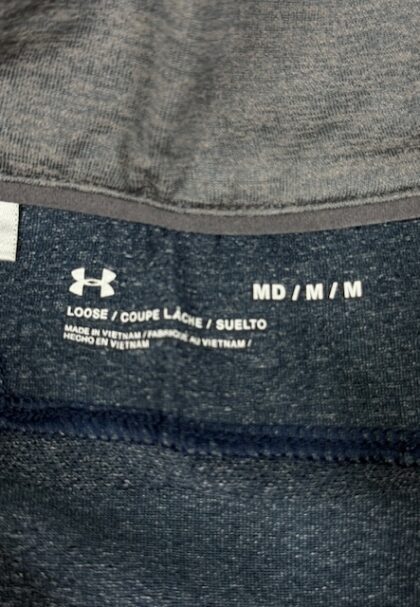 MD / M / M
LOOSE / COUPE LÂCHE / SUELTO
MADE IN VIETNAM / FABRIQUÉ AU VIETNAM /
HECHO EN VIETNAM